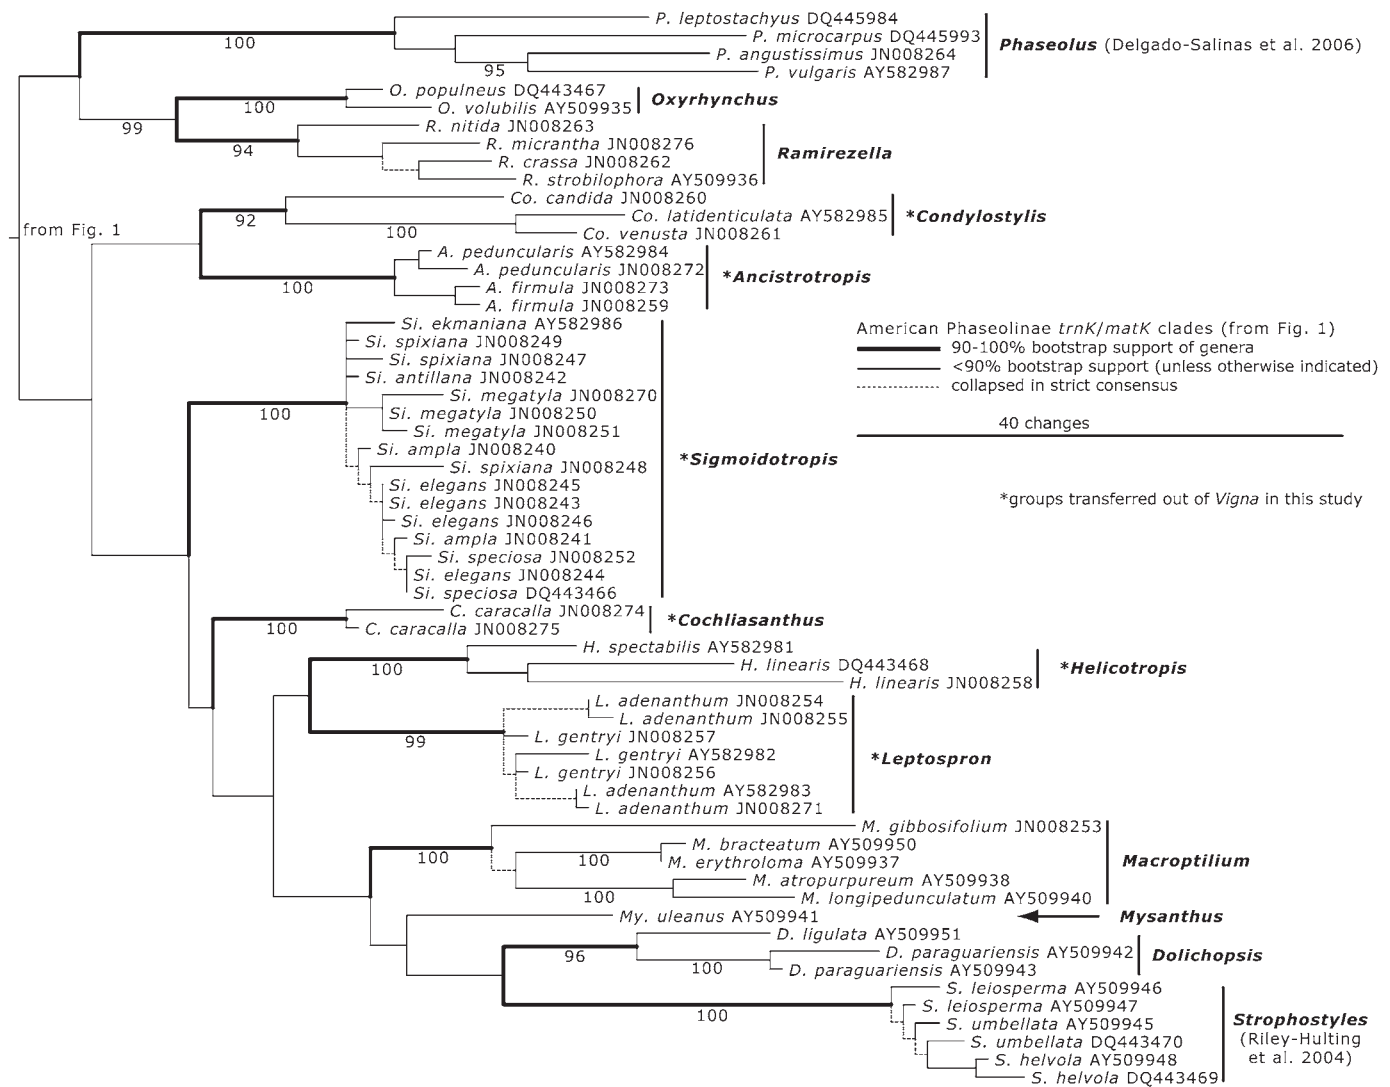 P. leptostachyus DQ445984
100
P. microcarpus DQ445993
Phaseolus (Delgado-Salinas et al. 2006)
P. angustissimus JN008264
95
P. vulgaris AY582987
O. populneus DQ443467
100
O. volubilis AY509935
Oxyrhynchus
99
R. nitida JN008263
94
R. micrantha JN008276
Ramirezella
R. crassa JN008262
R. strobilophora AY509936
Co. candida JN008260
92
Co. latidenticulata AY582985
*Condylostylis
from Fig. 1
100
Co. venusta JN008261
A. peduncularis AY582984
A. peduncularis JN008272
*Ancistrotropis
100
A. firmula JN008273
A. firmula JN008259
Si. ekmaniana AY582986
American Phaseolinae trnK/matK clades (from Fig. 1)
Si. spixiana JN008249
90-100% bootstrap support of genera
Si. spixiana JN008247
<90% bootstrap support (unless otherwise indicated)
Si. antillana JN008242
collapsed in strict consensus
Si. megatyla JN008270
100
Si. megatyla JN008250
40 changes
Si. megatyla JN008251
Si. ampla JN008240
*Sigmoidotropis
Si. spixiana JN008248
Si. elegans JN008245
Si. elegans JN008243
*groups transferred out of Vigna in this study
Si. elegans JN008246
Si. ampla JN008241
Si. speciosa JN008252
Si. elegans JN008244
Si. speciosa DQ443466
C. caracalla JN008274
*Cochliasanthus
100
C. caracalla JN008275
H. spectabilis AY582981
100
H. linearis DQ443468
*Helicotropis
H. linearis JN008258
L. adenanthum JN008254
L. adenanthum JN008255
99
L. gentryi JN008257
L. gentryi AY582982
*Leptospron
L. gentryi JN008256
L. adenanthum AY582983
L. adenanthum JN008271
M. gibbosifolium JN008253
M. bracteatum AY509950
100
100
M. erythroloma AY509937
Macroptilium
M. atropurpureum AY509938
100
M. longipedunculatum AY509940
My. uleanus AY509941
Mysanthus
D. ligulata AY509951
96
D. paraguariensis AY509942
Dolichopsis
100
D. paraguariensis AY509943
S. leiosperma AY509946
100
S. leiosperma AY509947
S. umbellata AY509945
Strophostyles
S. umbellata DQ443470
(Riley-Hulting
S. helvola AY509948
et al. 2004)
S. helvola DQ443469